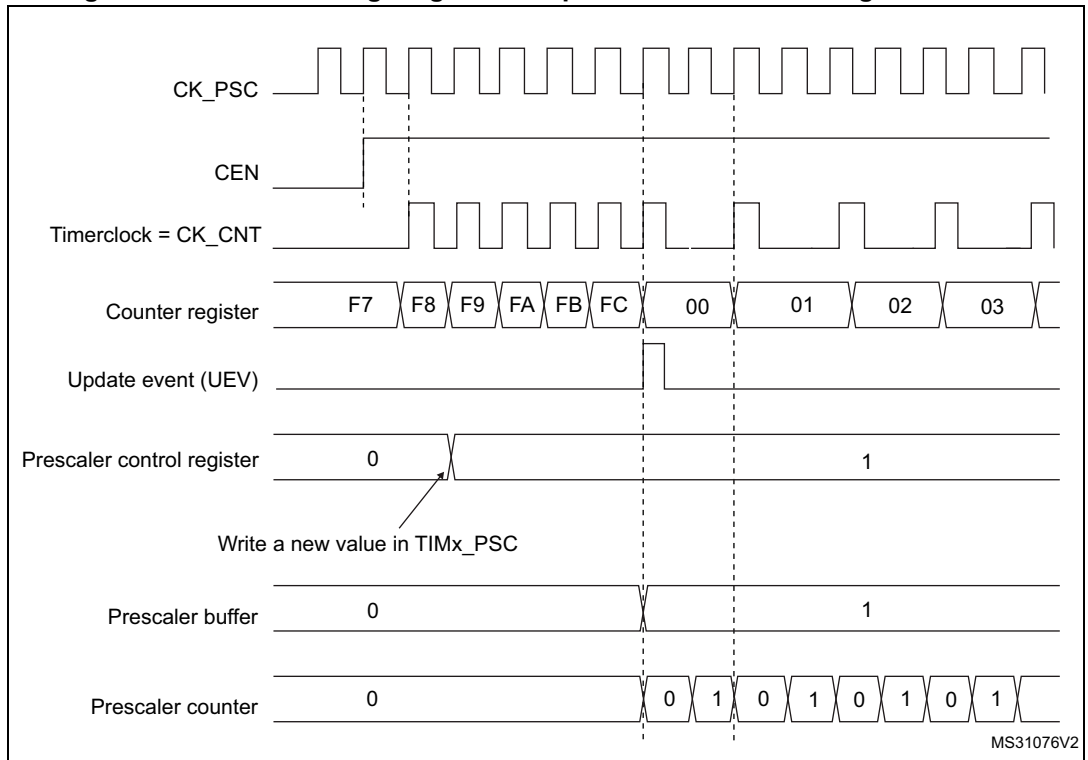 CK_PSC
CEN
Timerclock = CK_CNT
Counter register F7 F8 F9 FA FB FC 00 01 02 03
Update event (UEV)
Prescaler control register 0 1
Write a new value in TIMx_PSC
Prescaler buffer 0 1
Prescaler counter 0 0 1 0 1 0 1 0 1
MS31076V2